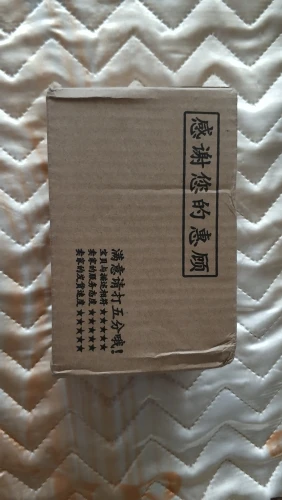 感谢您的惠顾
满意请打五分哦!
宝贝与描述相符 ★★★★★
卖家的服务态度 ★★★★★
卖家的发货速度 ★★★★★